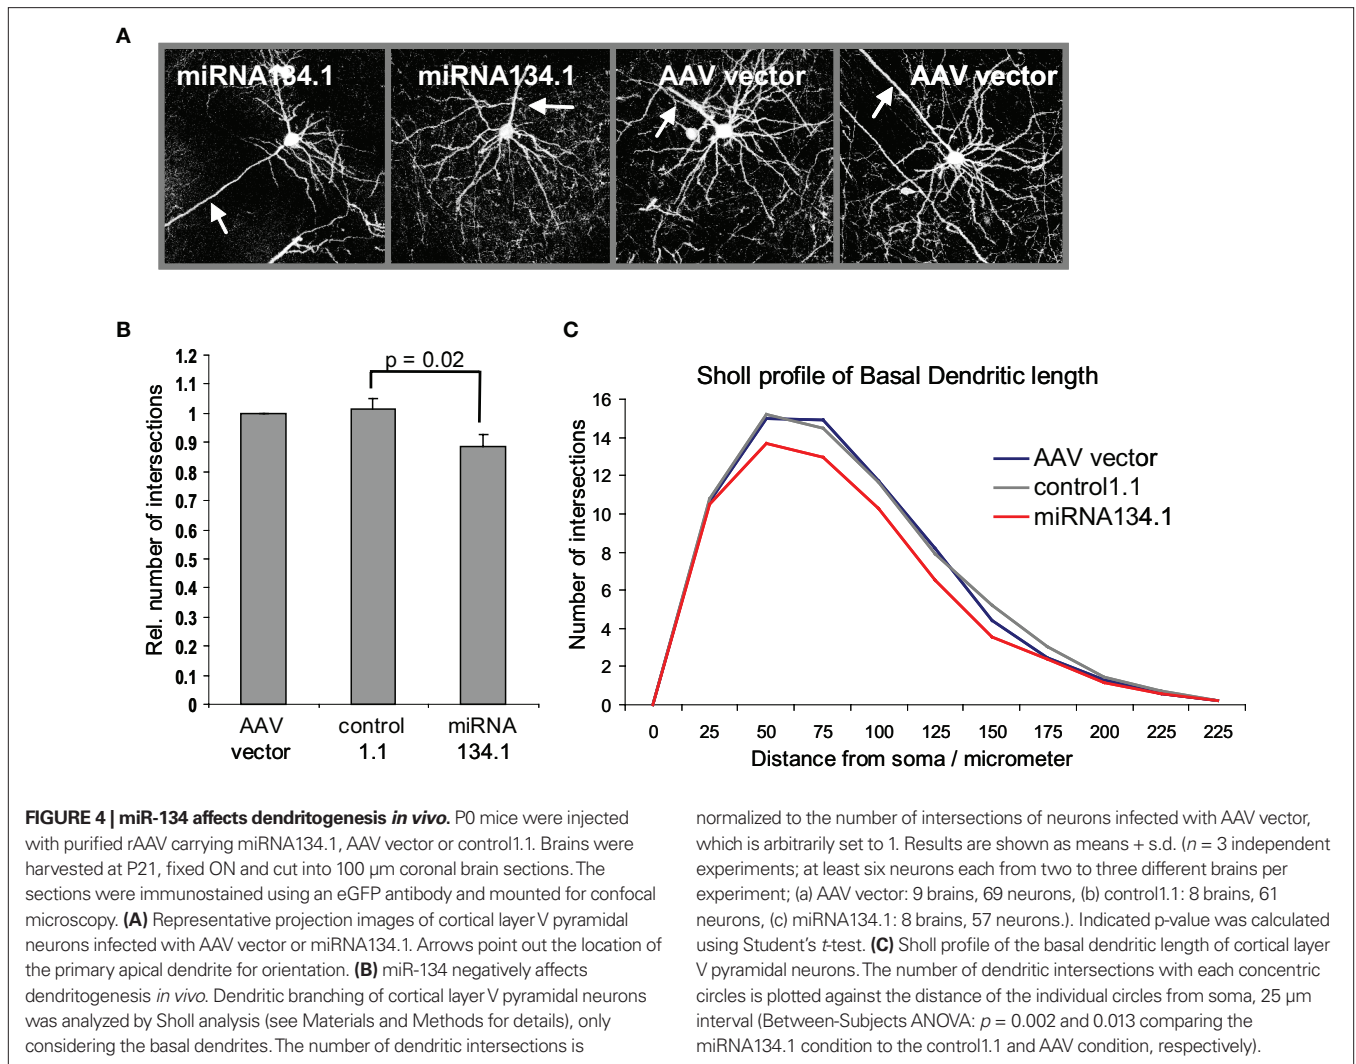 A
miRNA134.1
miRNA134.1
AAV vector
AAV vector
B
1.2
1.1
1
0.9
0.8
0.7
0.6
0.5
0.4
0.3
0.2
0.1
0
Rel. number of intersections
p = 0.02
AAV
vector
control
1.1
miRNA
134.1
C
Sholl profile of Basal Dendritic length
16
14
12
10
8
6
4
2
0
Number of intersections
AAV vector
control1.1
miRNA134.1
0 25 50 75 100 125 150 175 200 225 225
Distance from soma / micrometer
FIGURE 4 | miR-134 affects dendritogenesis in vivo. P0 mice were injected
with purified rAAV carrying miRNA134.1, AAV vector or control1.1. Brains were
harvested at P21, fixed ON and cut into 100 µm coronal brain sections. The
sections were immunostained using an eGFP antibody and mounted for confocal
microscopy. (A) Representative projection images of cortical layer V pyramidal
neurons infected with AAV vector or miRNA134.1. Arrows point out the location of
the primary apical dendrite for orientation. (B) miR-134 negatively affects
dendritogenesis in vivo. Dendritic branching of cortical layer V pyramidal neurons
was analyzed by Sholl analysis (see Materials and Methods for details), only
considering the basal dendrites. The number of dendritic intersections is
normalized to the number of intersections of neurons infected with AAV vector,
which is arbitrarily set to 1. Results are shown as means + s.d. (n = 3 independent
experiments; at least six neurons each from two to three different brains per
experiment; (a) AAV vector: 9 brains, 69 neurons, (b) control1.1: 8 brains, 61
neurons, (c) miRNA134.1: 8 brains, 57 neurons.). Indicated p-value was calculated
using Student's t-test. (C) Sholl profile of the basal dendritic length of cortical layer
V pyramidal neurons. The number of dendritic intersections with each concentric
circles is plotted against the distance of the individual circles from soma, 25 µm
interval (Between-Subjects ANOVA: p = 0.002 and 0.013 comparing the
miRNA134.1 condition to the control1.1 and AAV condition, respectively).